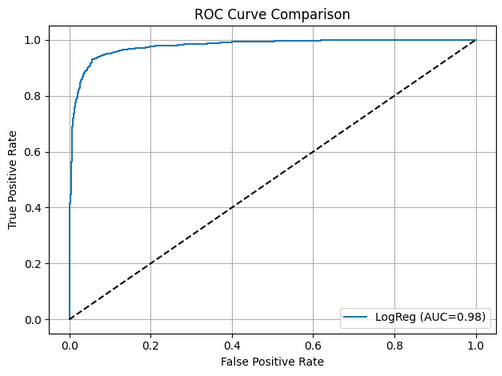 ROC Curve Comparison
True Positive Rate
1.0
0.8
0.6
0.4
0.2
0.0
LogReg (AUC=0.98)
0.0 0.2 0.4 0.6 0.8 1.0
False Positive Rate